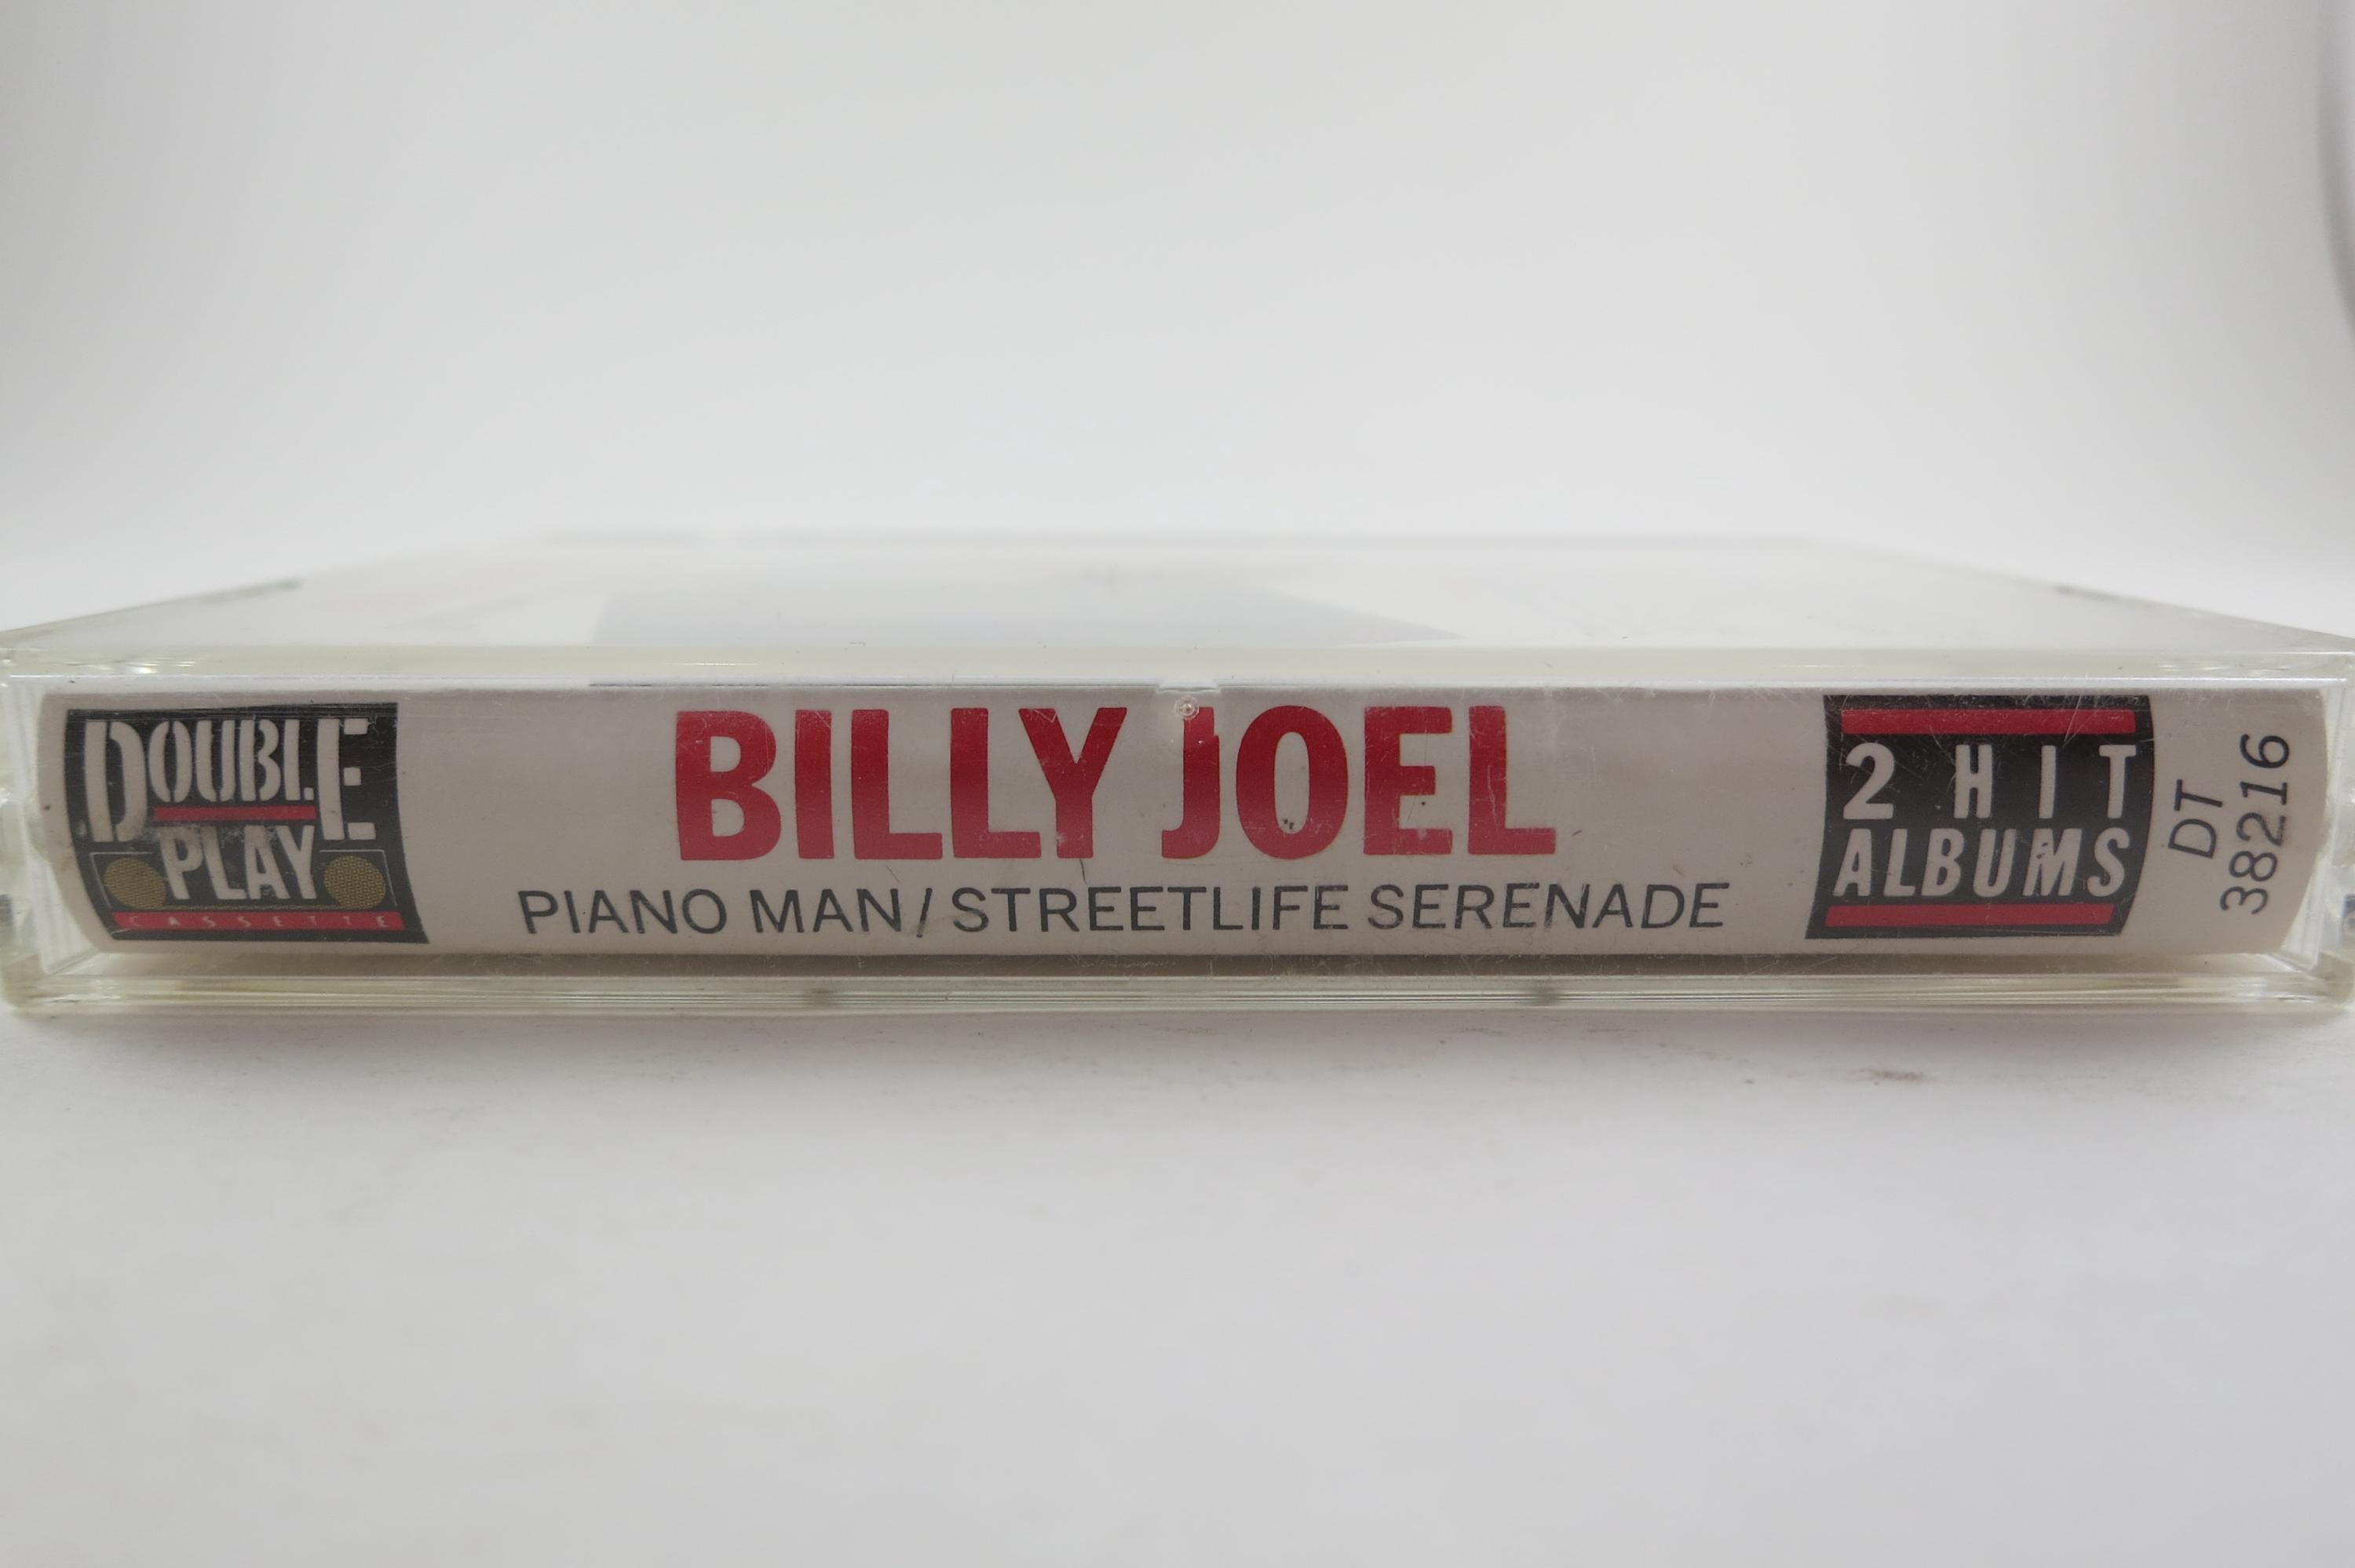 DOUBLE
PLAY
CASSETTE
BILLY JOEL
PIANO MAN/STREETLIFE SERENADE
2 HIT
ALBUMS
DT
38216